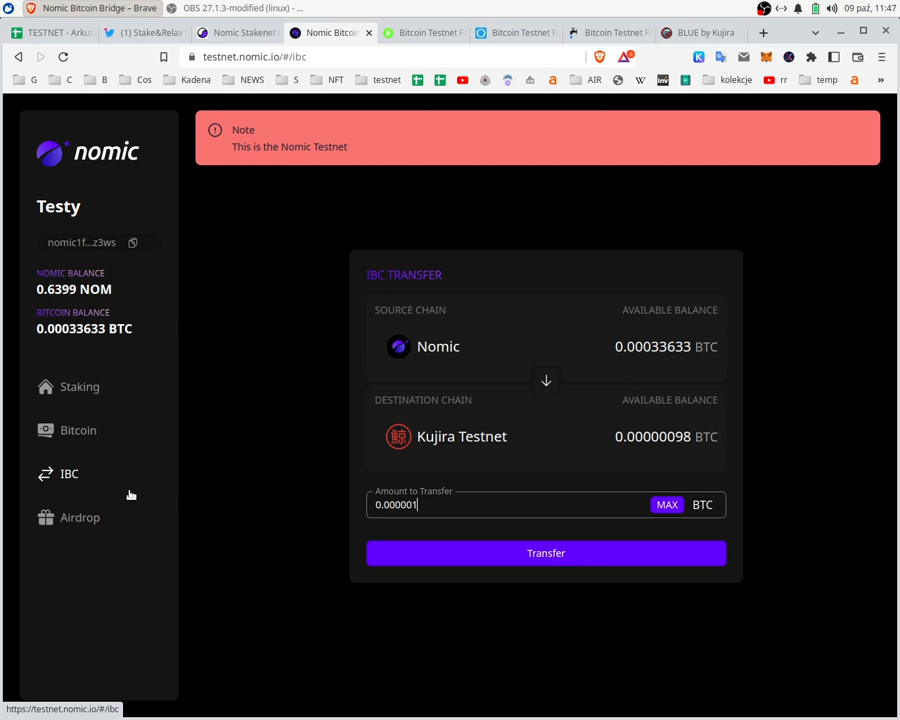 Nomic Bitcoin Bridge – Brave
OBS 27.1.3-modified (linux) - ...
09 paź, 11:47
TESTNET - Arkus
(1) Stake&Relax
Nomic Stakenet
Nomic Bitcoin
Bitcoin Testnet F
Bitcoin Testnet F
Bitcoin Testnet F
BLUE by Kujira
testnet.nomic.io/#/ibc
G
C
B
Cos
Kadena
NEWS
S
NFT
testnet
AIR
kolekcje
rr
temp
Note
This is the Nomic Testnet
nomic
Testy
nomic1f...z3ws
NOMIC BALANCE
0.6399 NOM
BITCOIN BALANCE
0.00033633 BTC
Staking
Bitcoin
IBC
Airdrop
IBC TRANSFER
SOURCE CHAIN AVAILABLE BALANCE
Nomic 0.00033633 BTC
DESTINATION CHAIN AVAILABLE BALANCE
鯨 Kujira Testnet 0.00000098 BTC
Amount to Transfer
0.000001 MAX BTC
Transfer
https://testnet.nomic.io/#/ibc